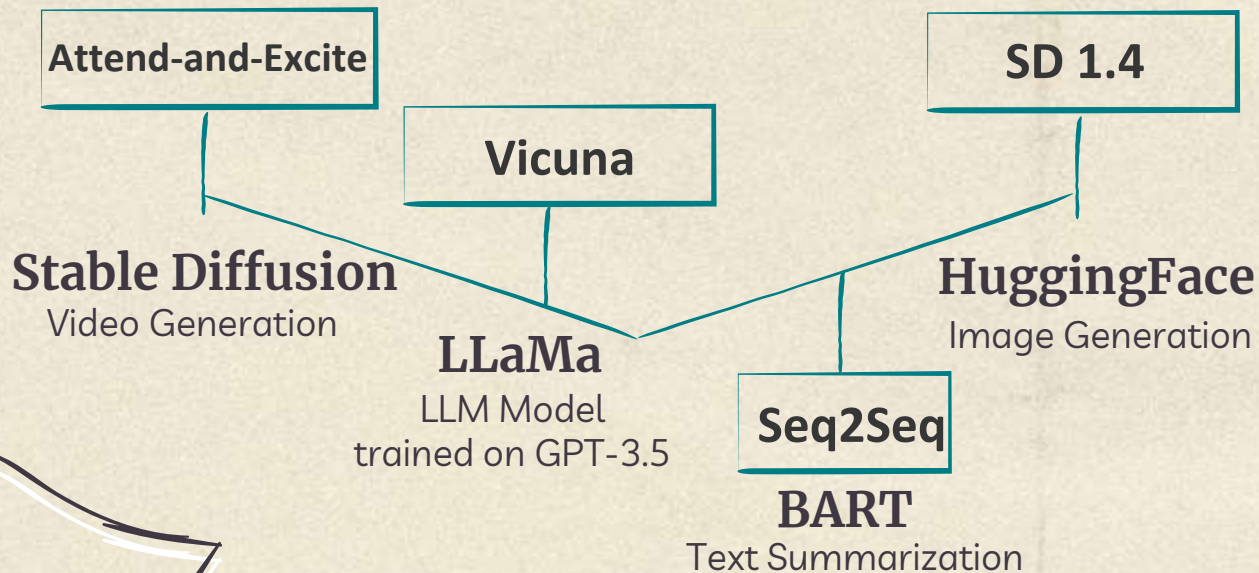 Attend-and-Excite
Stable Diffusion
Video Generation
Vicuna
LLaMa
LLM Model
trained on GPT-3.5
Seq2Seq
BART
Text Summarization
SD 1.4
HuggingFace
Image Generation